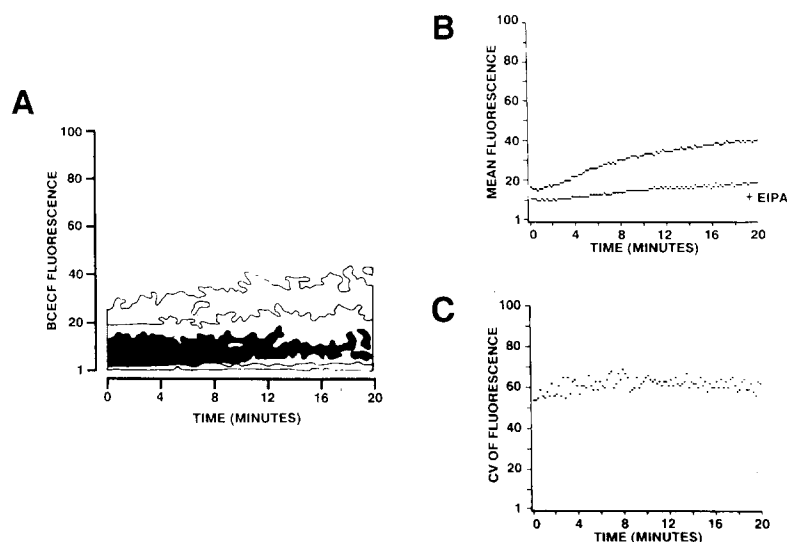 A
BCECF FLUORESCENCE
100
80
60
40
20
1
0 4 8 12 16 20
TIME (MINUTES)
B
MEAN FLUORESCENCE
100
80
60
40
20
1
+ EIPA
0 4 8 12 16 20
TIME (MINUTES)
C
CV OF FLUORESCENCE
100
80
60
40
20
1
0 4 8 12 16 20
TIME (MINUTES)